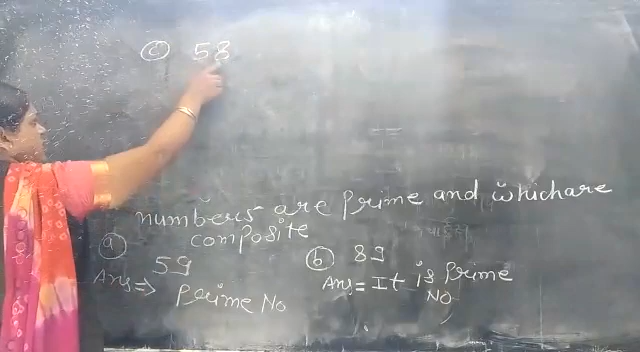 (c) 58
numbers are prime and which are
composite
(a) 59
Ans ⇒ Prime No
(b) 89
Ans = It is Prime
NO